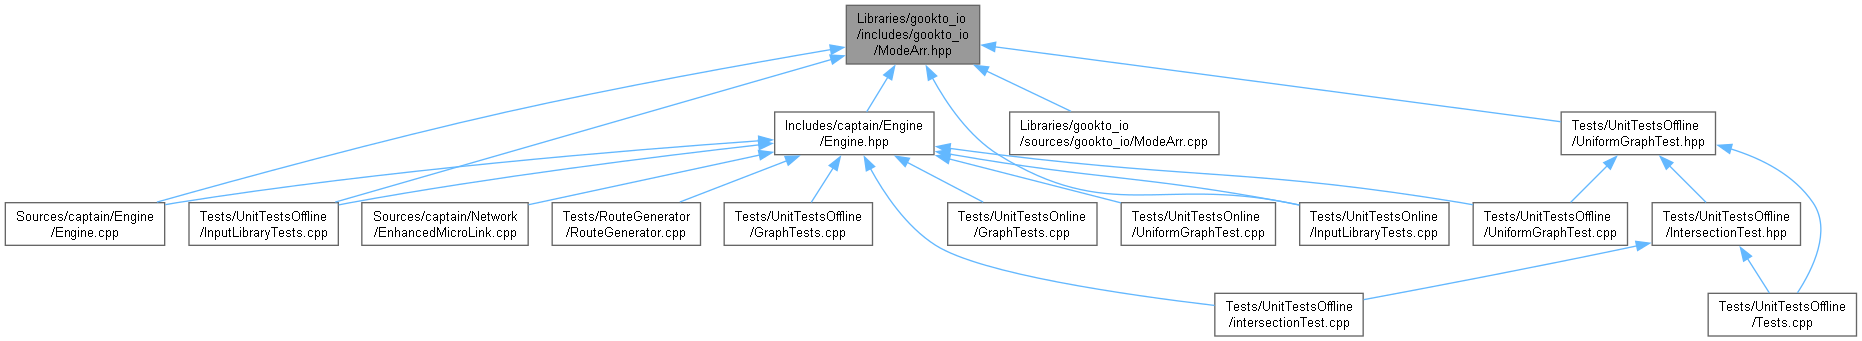 Libraries/gookto_io
/includes/gookto_io
/ModeArr.hpp
Includes/captain/Engine
/Engine.hpp
Libraries/gookto_io
/sources/gookto_io/ModeArr.cpp
Tests/UnitTestsOffline
/UniformGraphTest.hpp
Sources/captain/Engine
/Engine.cpp
Tests/UnitTestsOffline
/InputLibraryTests.cpp
Sources/captain/Network
/EnhancedMicroLink.cpp
Tests/RouteGenerator
/RouteGenerator.cpp
Tests/UnitTestsOffline
/GraphTests.cpp
Tests/UnitTestsOnline
/GraphTests.cpp
Tests/UnitTestsOnline
/UniformGraphTest.cpp
Tests/UnitTestsOnline
/InputLibraryTests.cpp
Tests/UnitTestsOffline
/UniformGraphTest.cpp
Tests/UnitTestsOffline
/IntersectionTest.hpp
Tests/UnitTestsOffline
/intersectionTest.cpp
Tests/UnitTestsOffline
/Tests.cpp